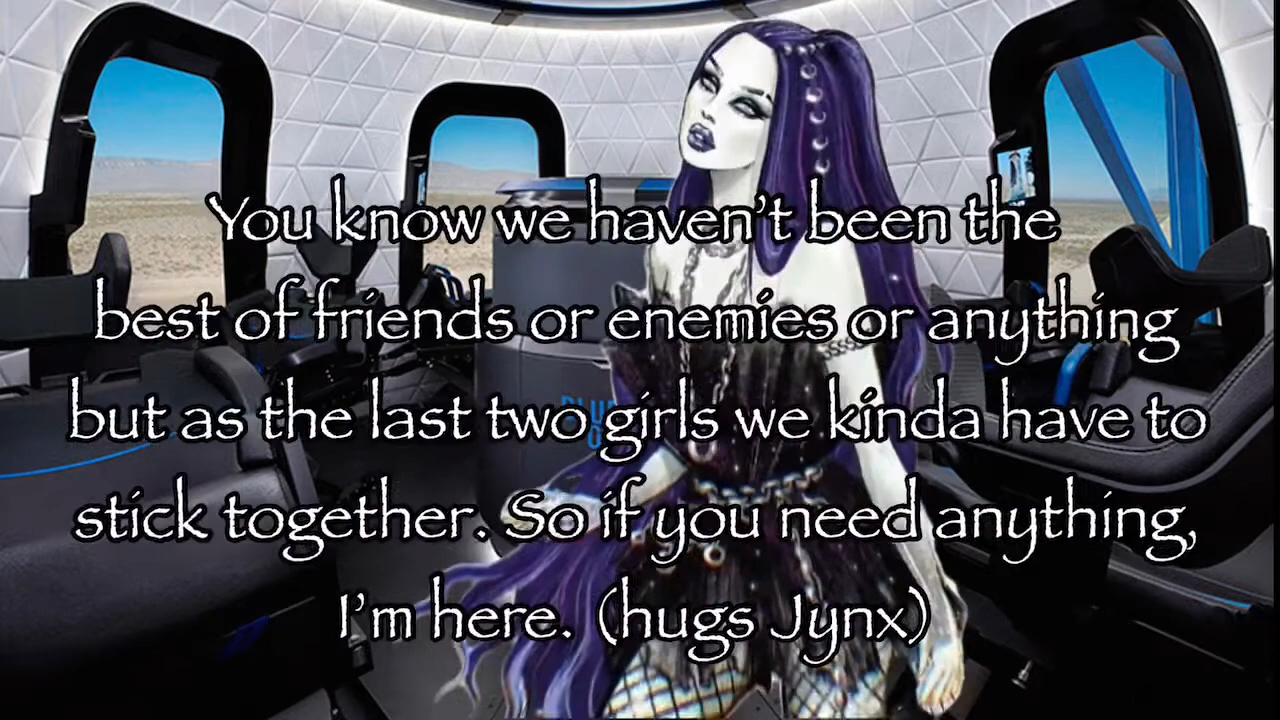 You know we haven't been the
best of friends or enemies or anything
but as the last two girls we kinda have to
stick together. So if you need anything,
I'm here. (hugs Jynx)